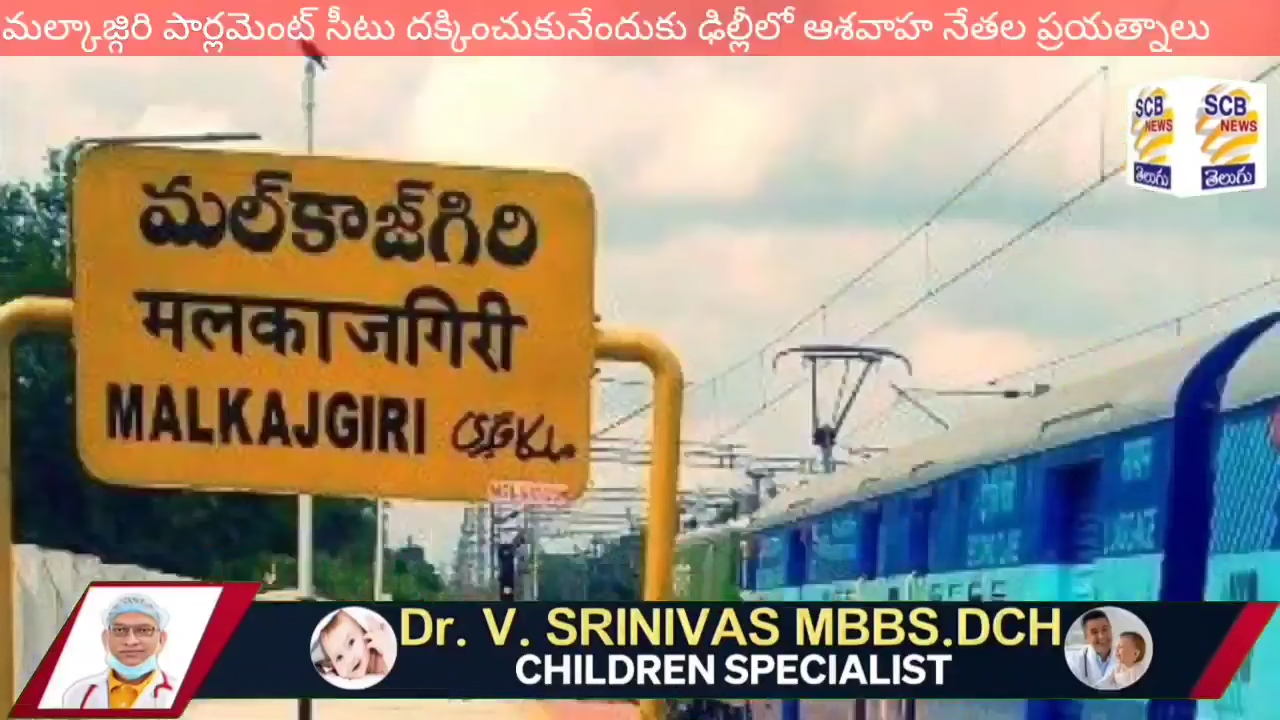 మల్కాజ్గిరి పార్లమెంట్ సీటు దక్కించుకునేందుకు ఢిల్లీలో ఆశవాహ నేతల ప్రయత్నాలు
SCB
NEWS
తెలుగు
SCB
NEWS
తెలుగు
మల్‌కాజ్‌గిరి
मलकाजगिरी
MALKAJGIRI
Dr. V. SRINIVAS MBBS.DCH
CHILDREN SPECIALIST